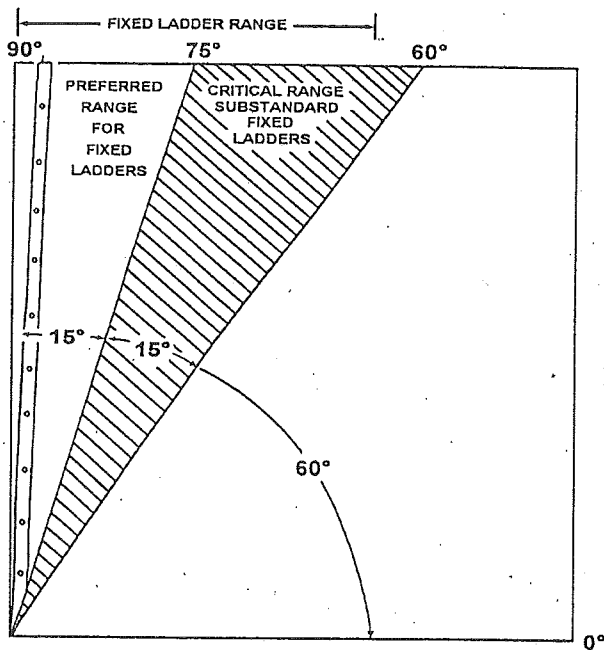 FIXED LADDER RANGE
90° 75° 60°
PREFERRED
RANGE
FOR
FIXED
LADDERS
CRITICAL RANGE
SUBSTANDARD
FIXED
LADDERS
15°
15°
60°
0°